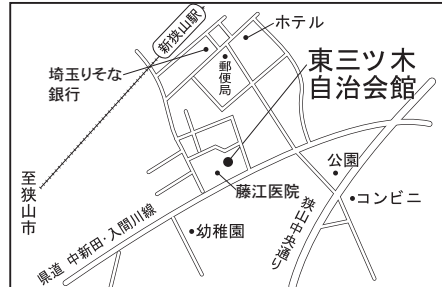 新狭山駅
ホテル
埼玉りそな
銀行
郵便局
東三ツ木
自治会館
至狭山市
公園
藤江医院
コンビニ
幼稚園
狭山中央通り
県道 中新田・入間川線